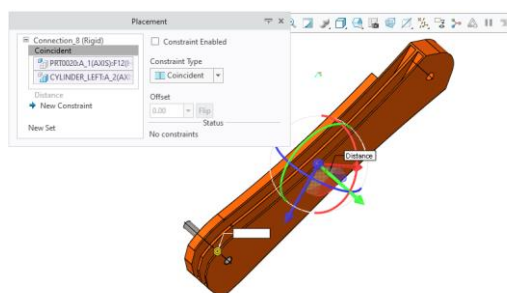 Placement
Connection_8 (Rigid)
Coincident
PRT0020:A_1(AXIS):F12(
CYLINDER_LEFT:A_2(AXI
Distance
New Constraint
New Set
Constraint Enabled
Constraint Type
Coincident
Offset
0.00
Flip
Status
No constraints
Distance